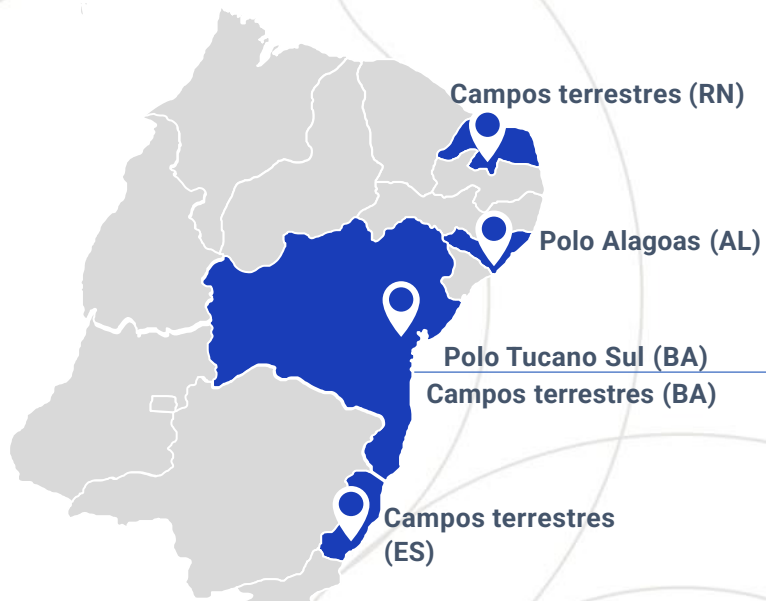 Campos terrestres (RN)
Polo Alagoas (AL)
Polo Tucano Sul (BA)
Campos terrestres (BA)
Campos terrestres
(ES)